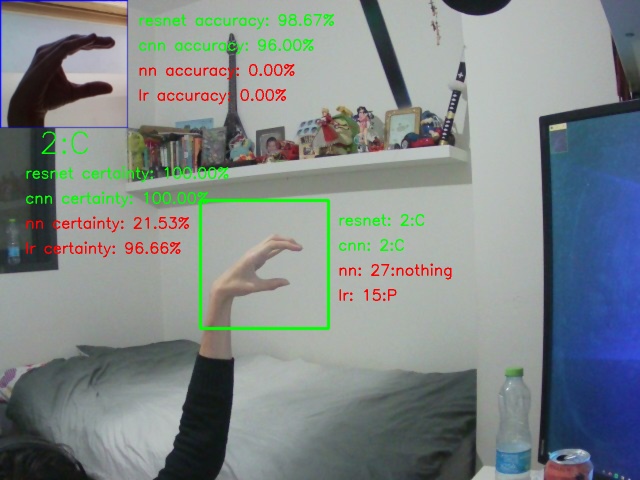 resnet accuracy: 98.67%
cnn accuracy: 96.00%
nn accuracy: 0.00%
lr accuracy: 0.00%
2:C
resnet certainty: 100.00%
cnn certainty: 100.00%
nn certainty: 21.53%
lr certainty: 96.66%
resnet: 2:C
cnn: 2:C
nn: 27:nothing
lr: 15:P